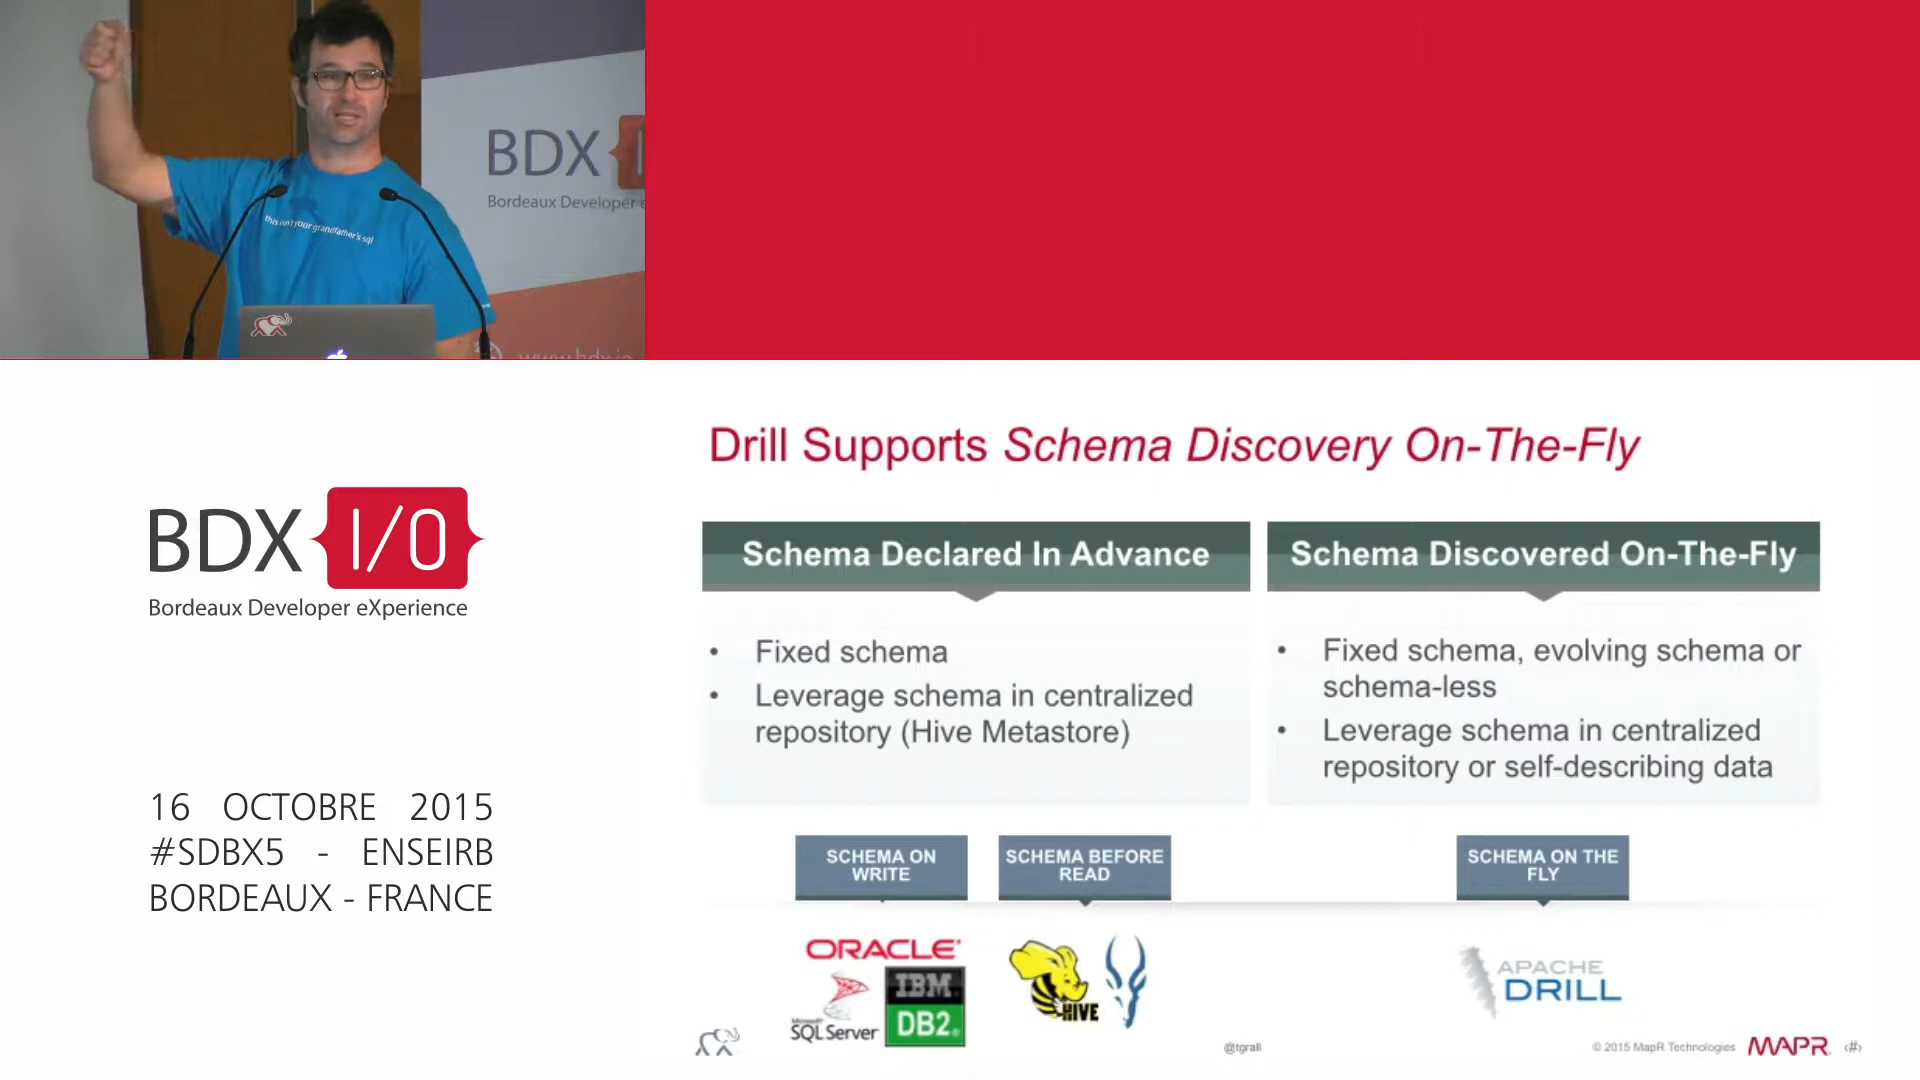 BDX
Bordeaux Developer
this isn't your grandfather's sql
www.bdx.io
BDX I/O
Bordeaux Developer eXperience
16 OCTOBRE 2015
#SDBX5 - ENSEIRB
BORDEAUX - FRANCE
Drill Supports Schema Discovery On-The-Fly
Schema Declared In Advance
• Fixed schema
• Leverage schema in centralized
repository (Hive Metastore)
Schema Discovered On-The-Fly
• Fixed schema, evolving schema or
schema-less
• Leverage schema in centralized
repository or self-describing data
SCHEMA ON
WRITE
SCHEMA BEFORE
READ
SCHEMA ON THE
FLY
ORACLE
Microsoft
SQL Server
IBM
DB2
HIVE
APACHE
DRILL
@tgrall
© 2015 MapR Technologies
MAPR
‹#›